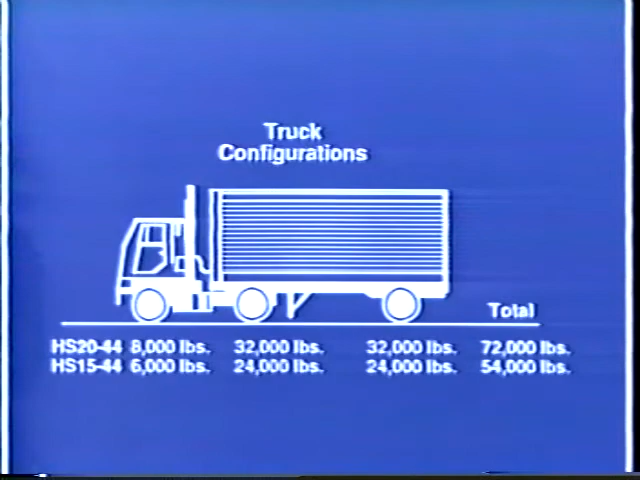 Truck
Configurations
Total
HS20-44 8,000 lbs. 32,000 lbs. 32,000 lbs. 72,000 lbs.
HS15-44 6,000 lbs. 24,000 lbs. 24,000 lbs. 54,000 lbs.